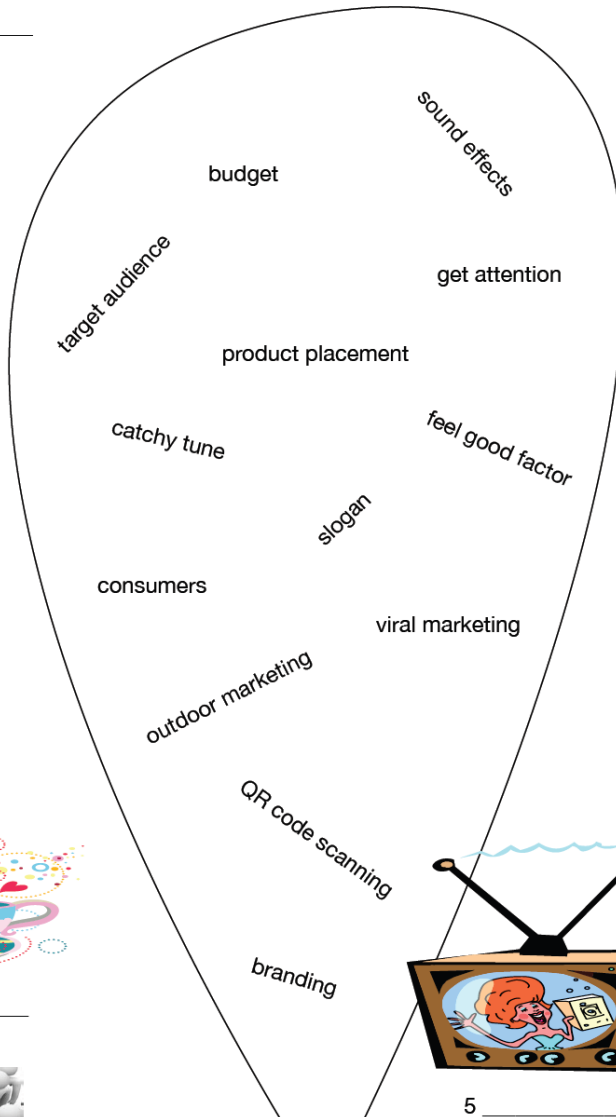 sound effects
budget
target audience
get attention
product placement
catchy tune
feel good factor
slogan
consumers
viral marketing
outdoor marketing
QR code scanning
branding
5